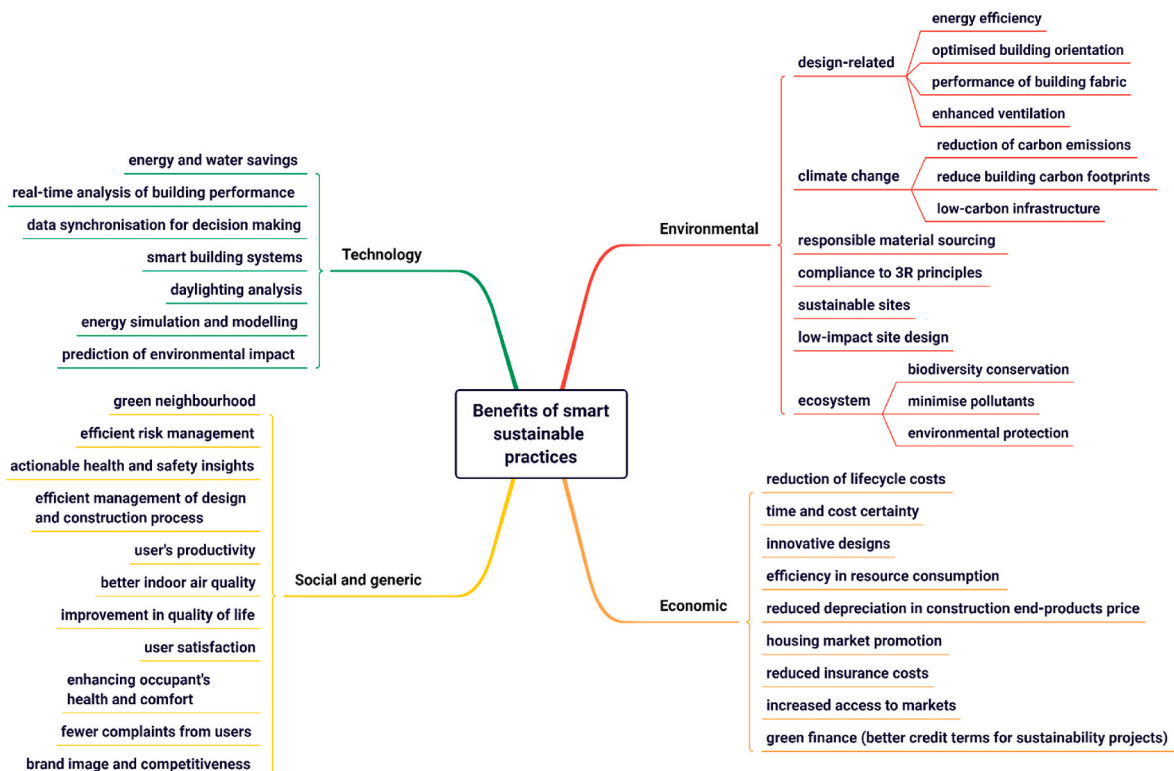 Benefits of smart
sustainable
practices
Technology
energy and water savings
real-time analysis of building performance
data synchronisation for decision making
smart building systems
daylighting analysis
energy simulation and modelling
prediction of environmental impact
Social and generic
green neighbourhood
efficient risk management
actionable health and safety insights
efficient management of design
and construction process
user's productivity
better indoor air quality
improvement in quality of life
user satisfaction
enhancing occupant's
health and comfort
fewer complaints from users
brand image and competitiveness
Environmental
design-related
energy efficiency
optimised building orientation
performance of building fabric
enhanced ventilation
climate change
reduction of carbon emissions
reduce building carbon footprints
low-carbon infrastructure
responsible material sourcing
compliance to 3R principles
sustainable sites
low-impact site design
ecosystem
biodiversity conservation
minimise pollutants
environmental protection
Economic
reduction of lifecycle costs
time and cost certainty
innovative designs
efficiency in resource consumption
reduced depreciation in construction end-products price
housing market promotion
reduced insurance costs
increased access to markets
green finance (better credit terms for sustainability projects)